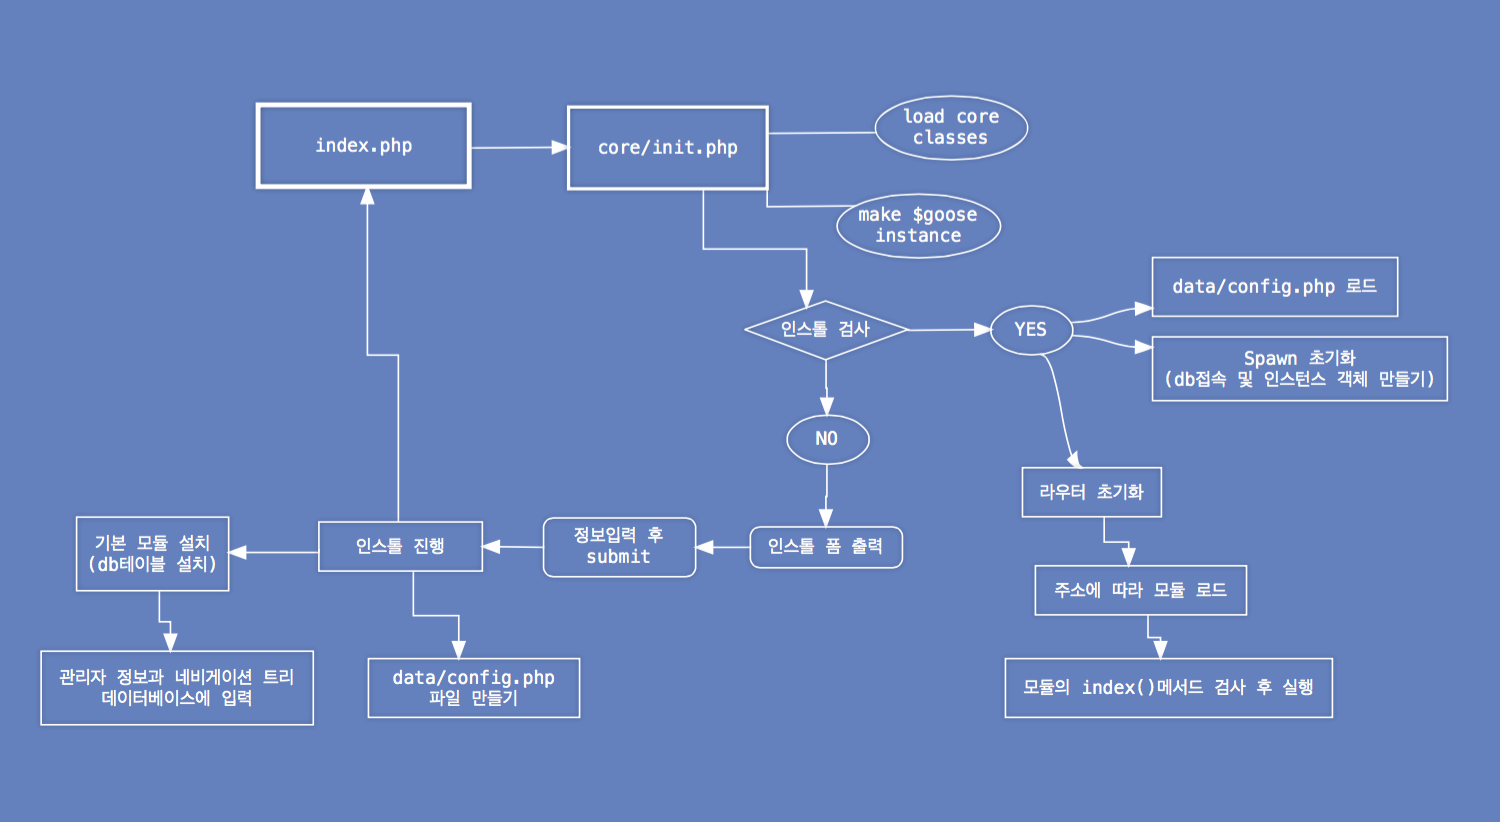 index.php
core/init.php
load core
classes
make $goose
instance
인스톨 검사
YES
data/config.php 로드
Spawn 초기화
(db접속 및 인스턴스 객체 만들기)
NO
라우터 초기화
주소에 따라 모듈 로드
모듈의 index()메서드 검사 후 실행
인스톨 폼 출력
정보입력 후
submit
인스톨 진행
기본 모듈 설치
(db테이블 설치)
관리자 정보과 네비게이션 트리
데이터베이스에 입력
data/config.php
파일 만들기